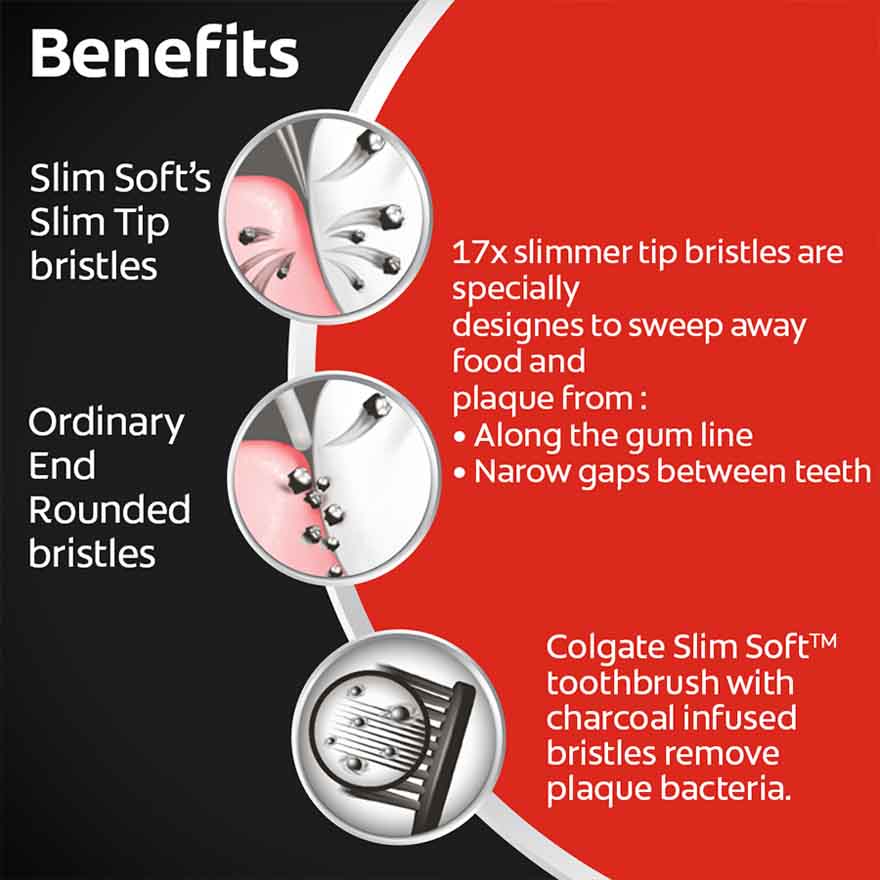 Benefits
Slim Soft's
Slim Tip
bristles
17x slimmer tip bristles are
specially
designes to sweep away
food and
plaque from :
• Along the gum line
• Narow gaps between teeth
Ordinary
End
Rounded
bristles
Colgate Slim Soft™
toothbrush with
charcoal infused
bristles remove
plaque bacteria.